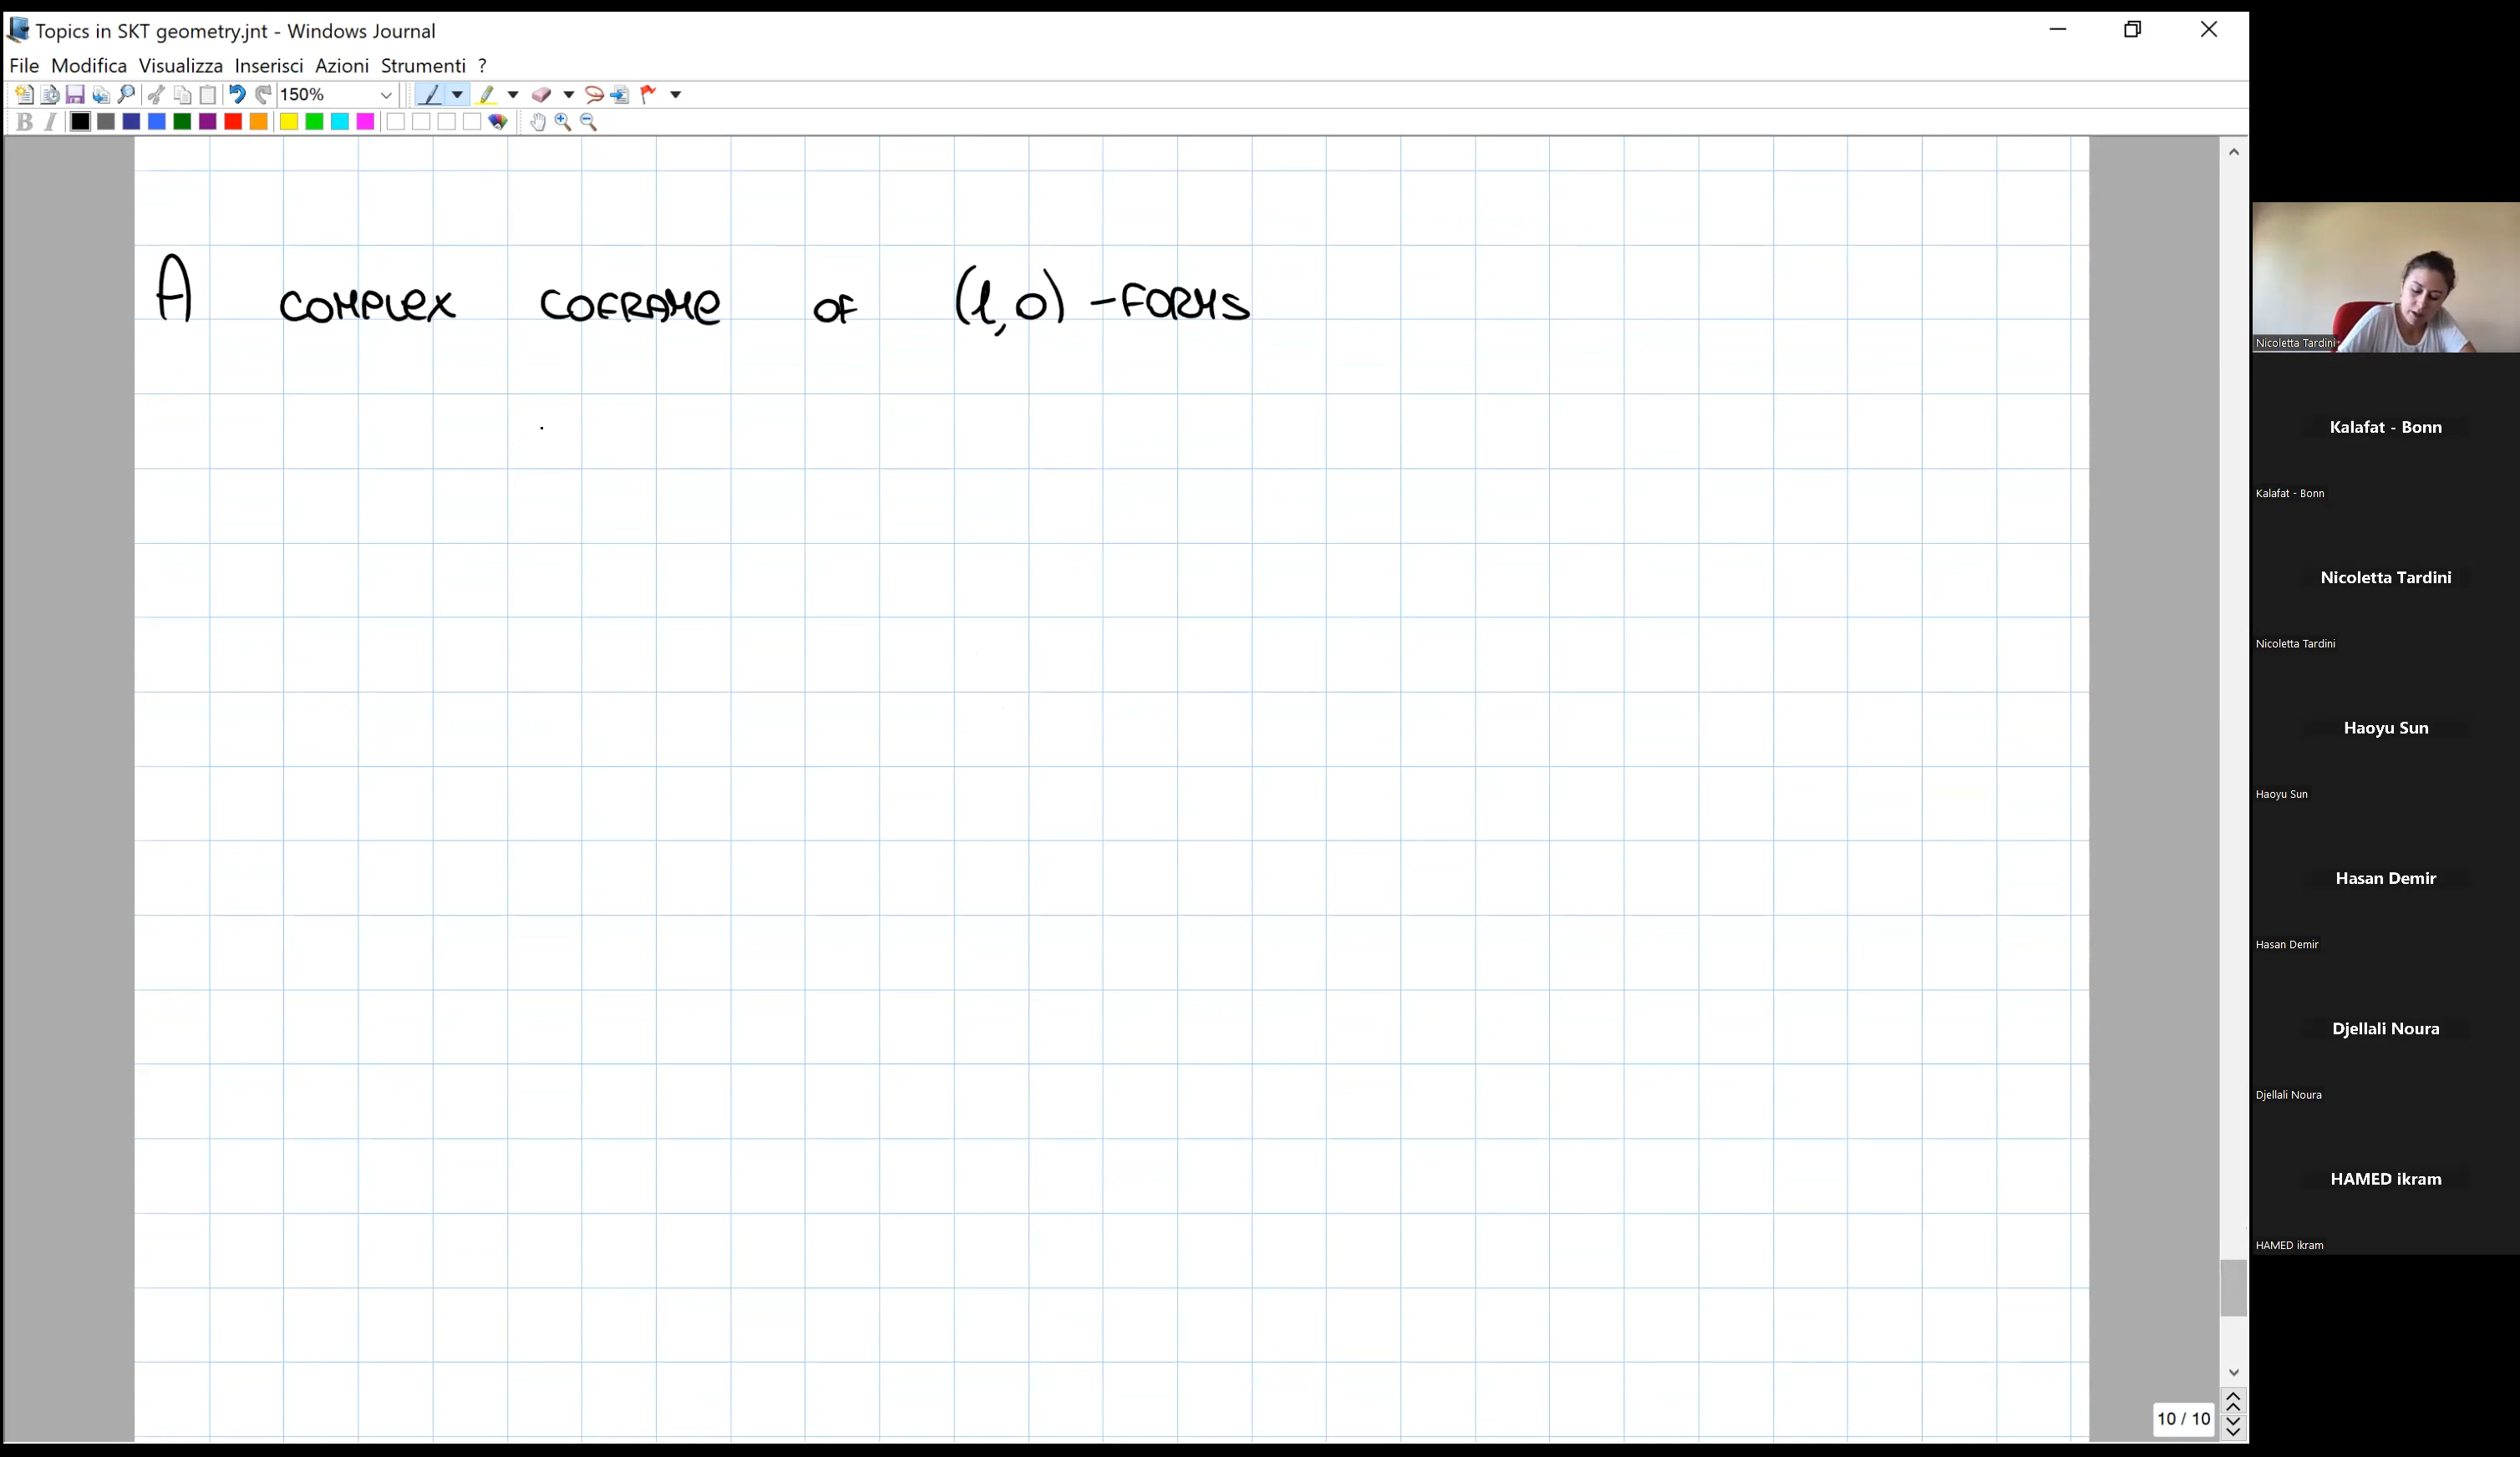 Topics in SKT geometry.jnt - Windows Journal
File Modifica Visualizza Inserisci Azioni Strumenti ?
150%
B I
A COMPLEX COFRAME OF (1,0) -FORMS
Nicoletta Tardini
Kalafat - Bonn
Kalafat - Bonn
Nicoletta Tardini
Nicoletta Tardini
Haoyu Sun
Haoyu Sun
Hasan Demir
Hasan Demir
Djellali Noura
Djellali Noura
HAMED ikram
HAMED ikram
10 / 10